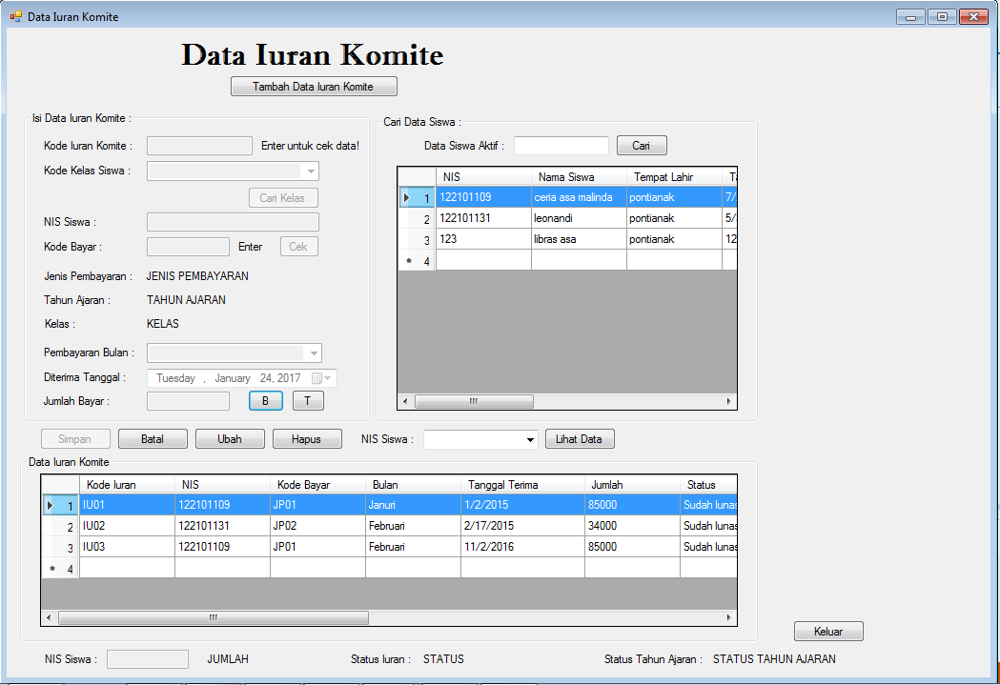 Data Iuran Komite
Data Iuran Komite
Tambah Data Iuran Komite
Isi Data Iuran Komite :
Kode Iuran Komite : Enter untuk cek data!
Kode Kelas Siswa :
Cari Kelas
NIS Siswa :
Kode Bayar : Enter Cek
Jenis Pembayaran : JENIS PEMBAYARAN
Tahun Ajaran : TAHUN AJARAN
Kelas : KELAS
Pembayaran Bulan :
Diterima Tanggal : Tuesday , January 24, 2017
Jumlah Bayar : B T
Cari Data Siswa :
Data Siswa Aktif : Cari
NIS Nama Siswa Tempat Lahir
1 122101109 ceria asa malinda pontianak 7/
2 122101131 leonandi pontianak 5/
3 123 libras asa pontianak 12
* 4
Simpan Batal Ubah Hapus NIS Siswa : Lihat Data
Data Iuran Komite
Kode Iuran NIS Kode Bayar Bulan Tanggal Terima Jumlah Status
1 IU01 122101109 JP01 Januri 1/2/2015 85000 Sudah lunas
2 IU02 122101131 JP02 Februari 2/17/2015 34000 Sudah lunas
3 IU03 122101109 JP01 Februari 11/2/2016 85000 Sudah lunas
* 4
Keluar
NIS Siswa : JUMLAH Status Iuran : STATUS Status Tahun Ajaran : STATUS TAHUN AJARAN